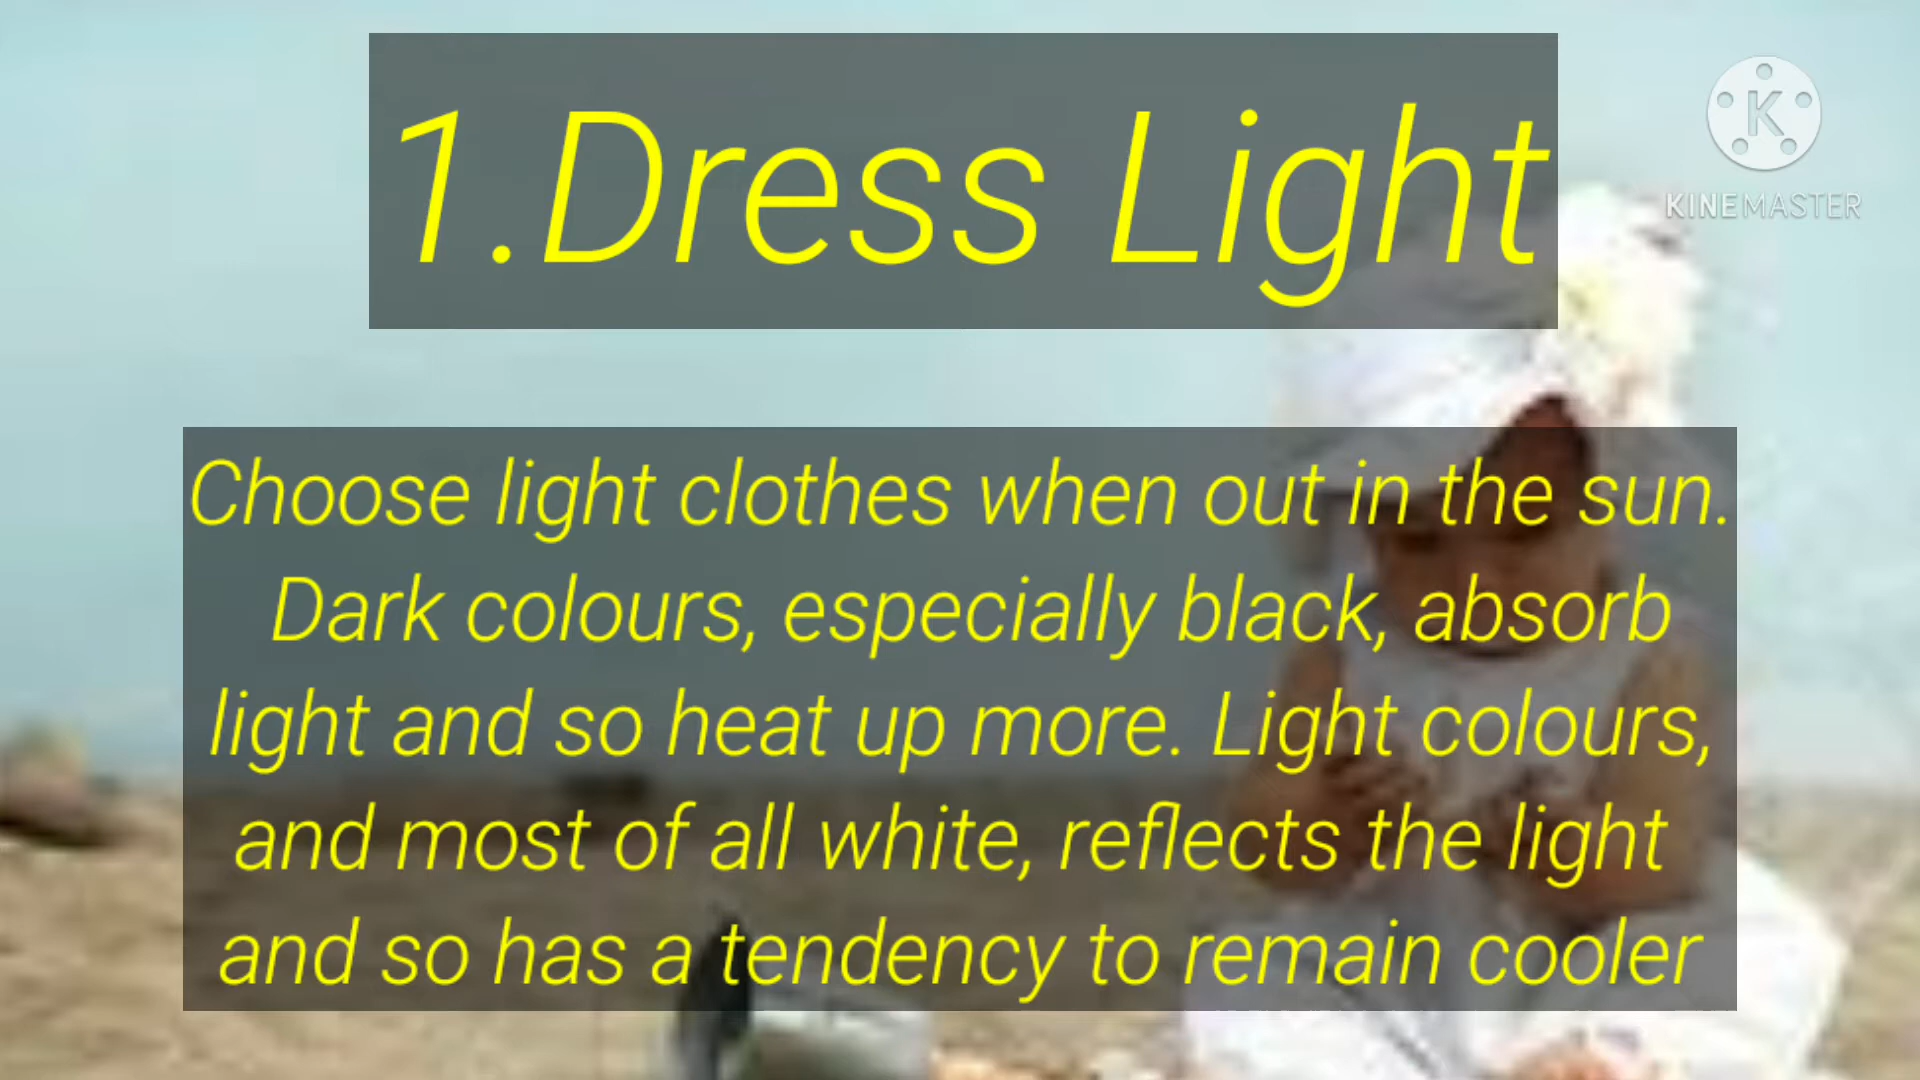 1.Dress Light
K
KINEMASTER
Choose light clothes when out in the sun.
Dark colours, especially black, absorb
light and so heat up more. Light colours,
and most of all white, reflects the light
and so has a tendency to remain cooler